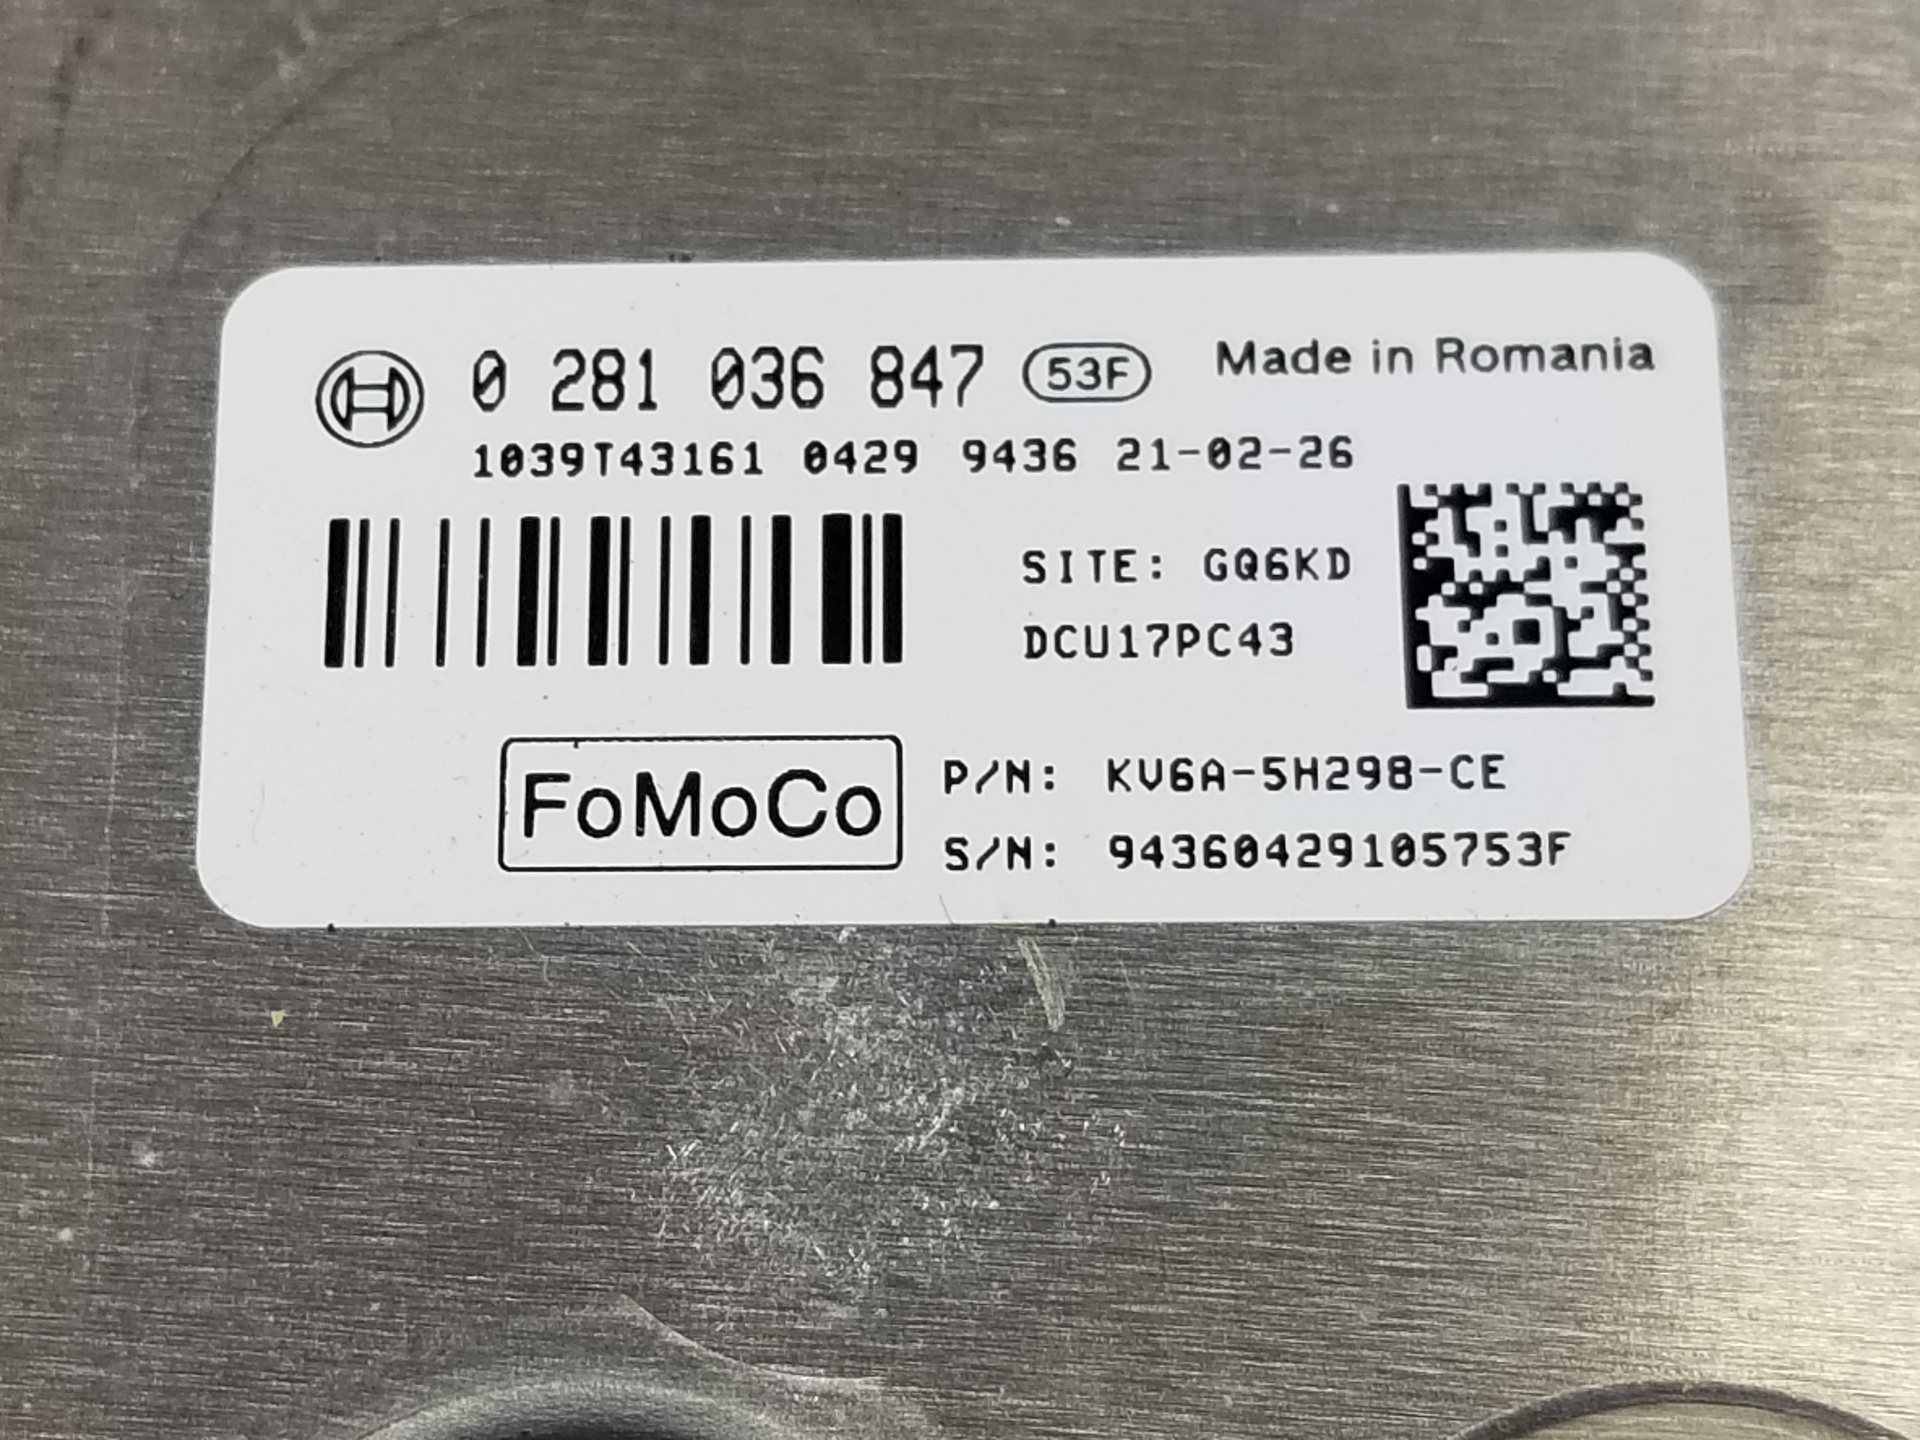 0 281 036 847 53F Made in Romania
1039T43161 0429 9436 21-02-26
SITE: GQ6KD
DCU17PC43
FoMoCo
P/N: KV6A-5H298-CE
S/N: 94360429105753F